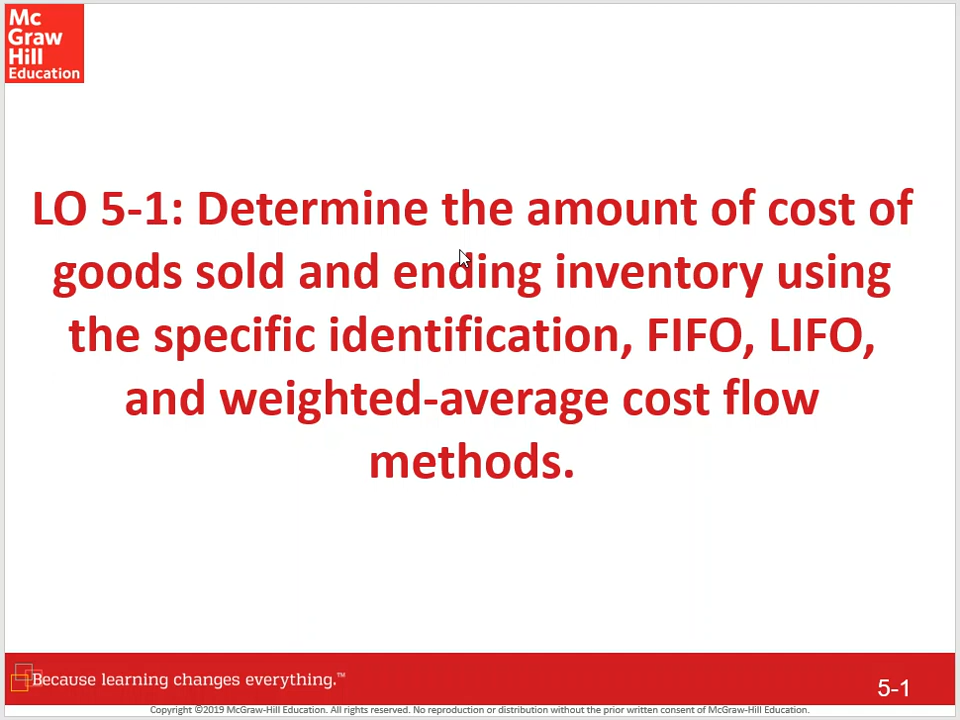 Mc
Graw
Hill
Education
LO 5-1: Determine the amount of cost of
goods sold and ending inventory using
the specific identification, FIFO, LIFO,
and weighted-average cost flow
methods.
Because learning changes everything.™
5-1
Copyright ©2019 McGraw-Hill Education. All rights reserved. No reproduction or distribution without the prior written consent of McGraw-Hill Education.